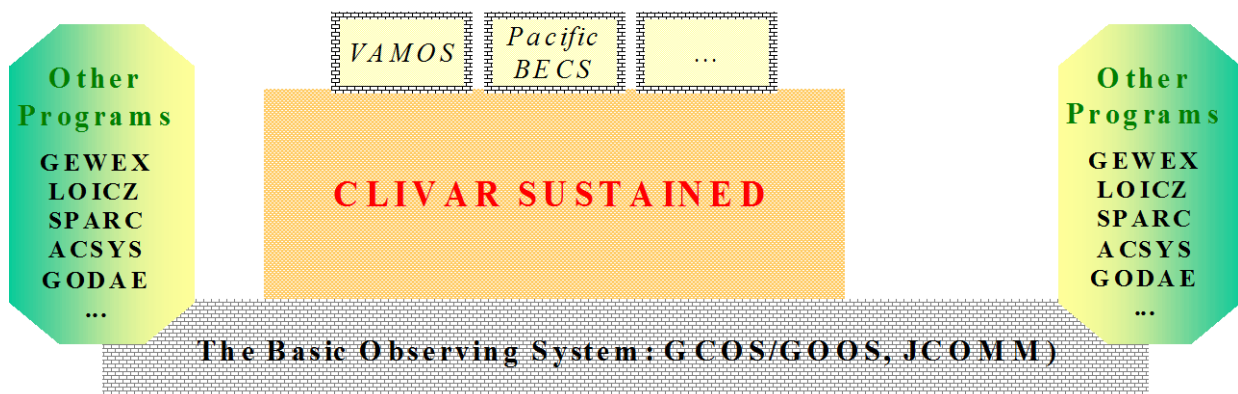 Other
Programs
GEWEX
LOICZ
SPARC
ACSYS
GODAE
...
VAMOS
Pacific
BECS
...
CLIVAR SUSTAINED
Other
Programs
GEWEX
LOICZ
SPARC
ACSYS
GODAE
...
The Basic Observing System: GCOS/GOOS, JCOMM)